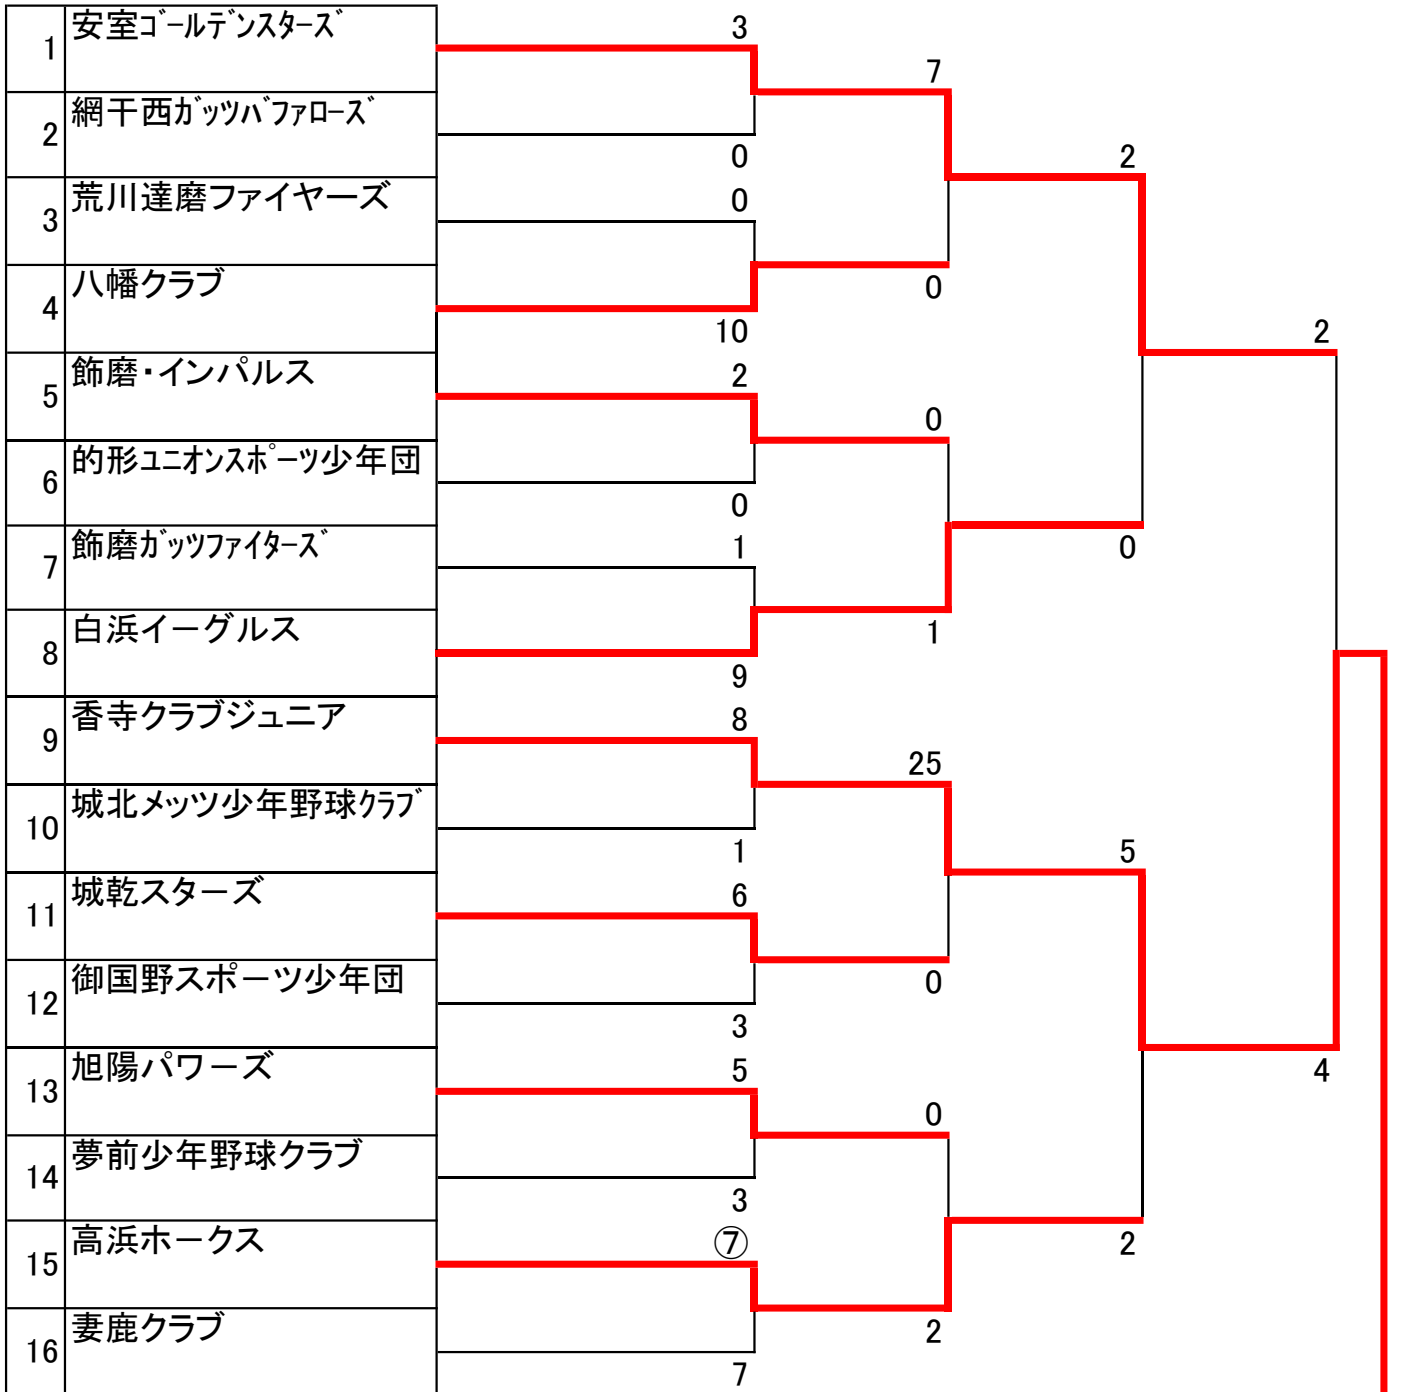 1 安室ｺﾞｰﾙﾃﾞﾝｽﾀｰｽﾞ 3
7
2 網干西ｶﾞｯﾂﾊﾞﾌｧﾛｰｽﾞ 0
2
3 荒川達磨ファイヤーズ 0
0
4 八幡クラブ 10
2
5 飾磨・インパルス 2
0
6 的形ﾕﾆｵﾝｽﾎﾟｰﾂ少年団 0
0
7 飾磨ｶﾞｯﾂﾌｧｲﾀｰｽﾞ 1
1
8 白浜イーグルス 9
9 香寺クラブジュニア 8
25
10 城北メッツ少年野球ｸﾗﾌﾞ 1
5
11 城乾スターズ 6
0
12 御国野スポーツ少年団 3
13 旭陽パワーズ 5
4
0
14 夢前少年野球クラブ 3
15 高浜ホークス ⑦
2
2
16 妻鹿クラブ 7